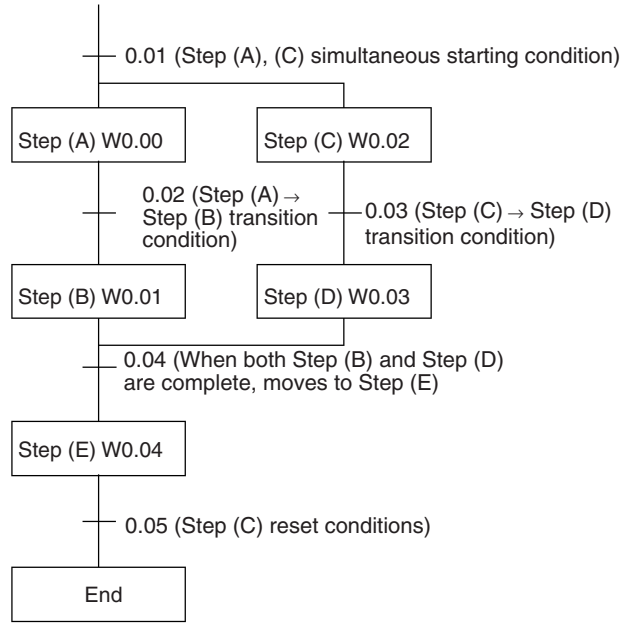 0.01 (Step (A), (C) simultaneous starting condition)
Step (A) W0.00
Step (C) W0.02
0.02 (Step (A) →
Step (B) transition
condition)
0.03 (Step (C) → Step (D)
transition condition)
Step (B) W0.01
Step (D) W0.03
0.04 (When both Step (B) and Step (D)
are complete, moves to Step (E)
Step (E) W0.04
0.05 (Step (C) reset conditions)
End